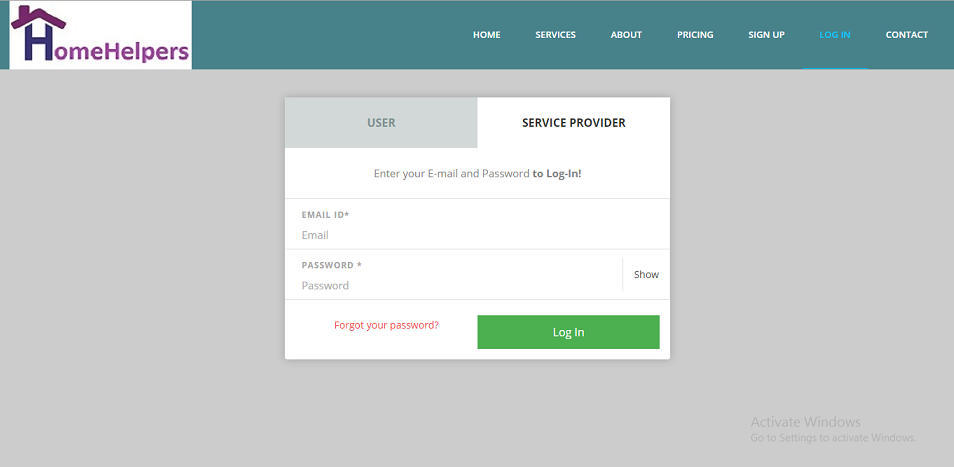 HomeHelpers
HOME SERVICES ABOUT PRICING SIGN UP LOG IN CONTACT
USER SERVICE PROVIDER
Enter your E-mail and Password to Log-In!
EMAIL ID*
Email
PASSWORD *
Password
Show
Forgot your password? Log In
Activate Windows
Go to Settings to activate Windows.